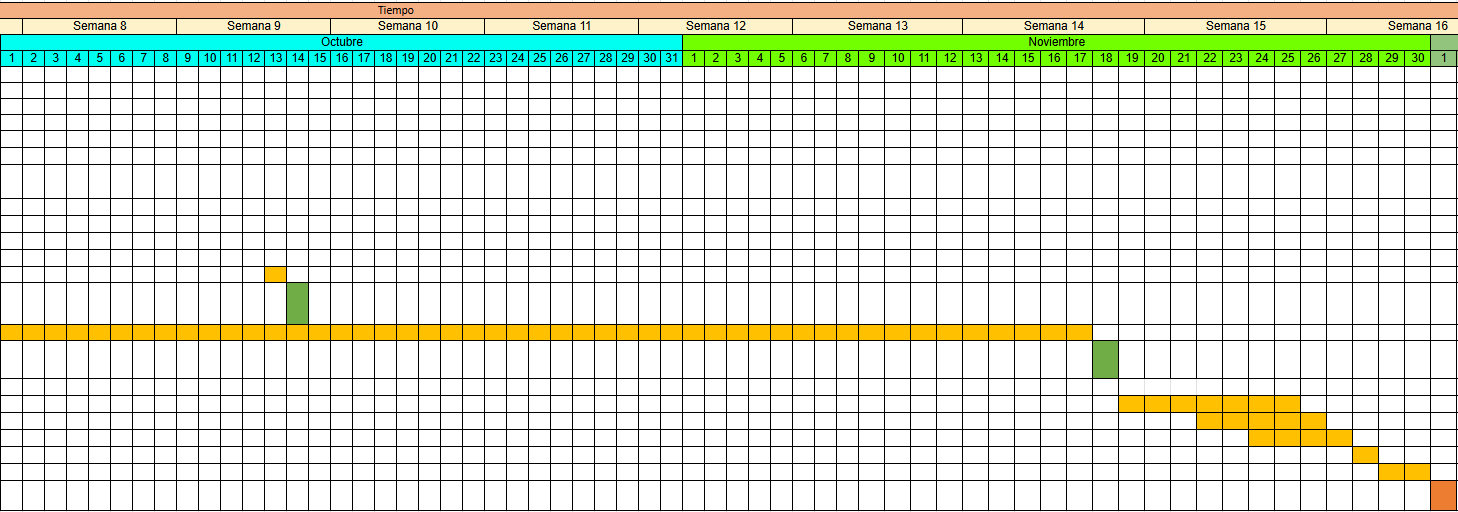 Tiempo
Semana 8 Semana 9 Semana 10 Semana 11 Semana 12 Semana 13 Semana 14 Semana 15 Semana 16
Octubre Noviembre
1 2 3 4 5 6 7 8 9 10 11 12 13 14 15 16 17 18 19 20 21 22 23 24 25 26 27 28 29 30 31 1 2 3 4 5 6 7 8 9 10 11 12 13 14 15 16 17 18 19 20 21 22 23 24 25 26 27 28 29 30 1